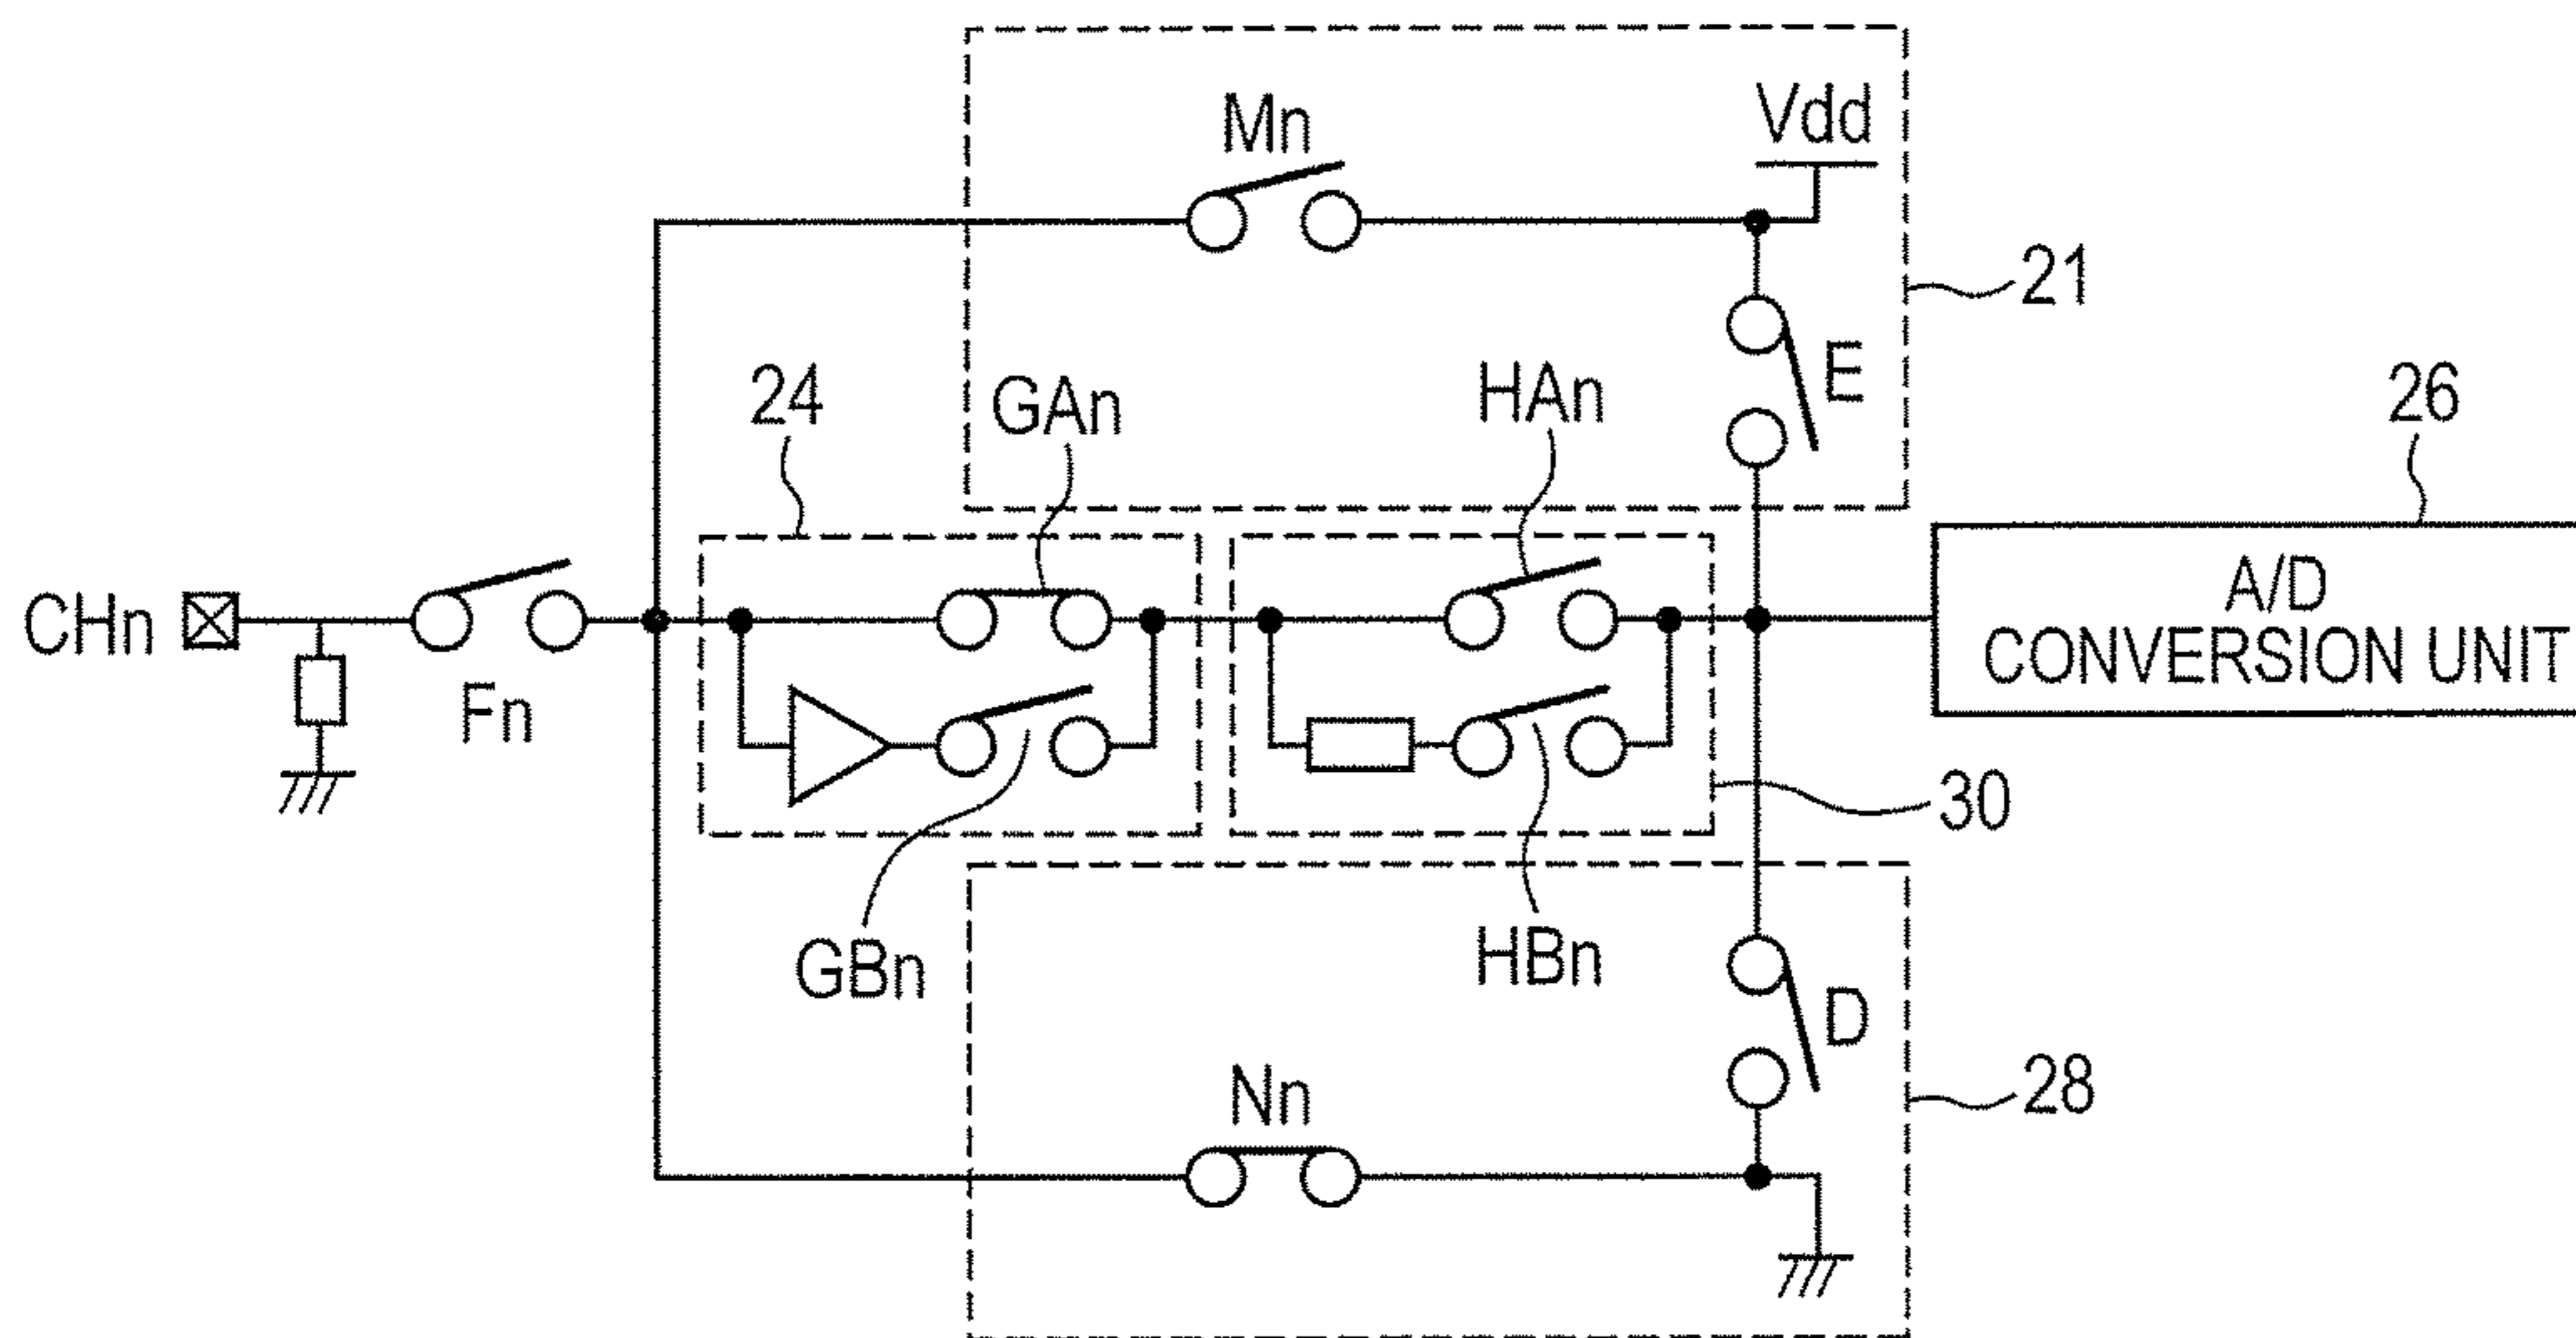 Mn
Vdd
21
E
24
GAn
HAn
26
CHn
Fn
A/D
CONVERSION UNIT
30
GBn
HBn
D
Nn
28